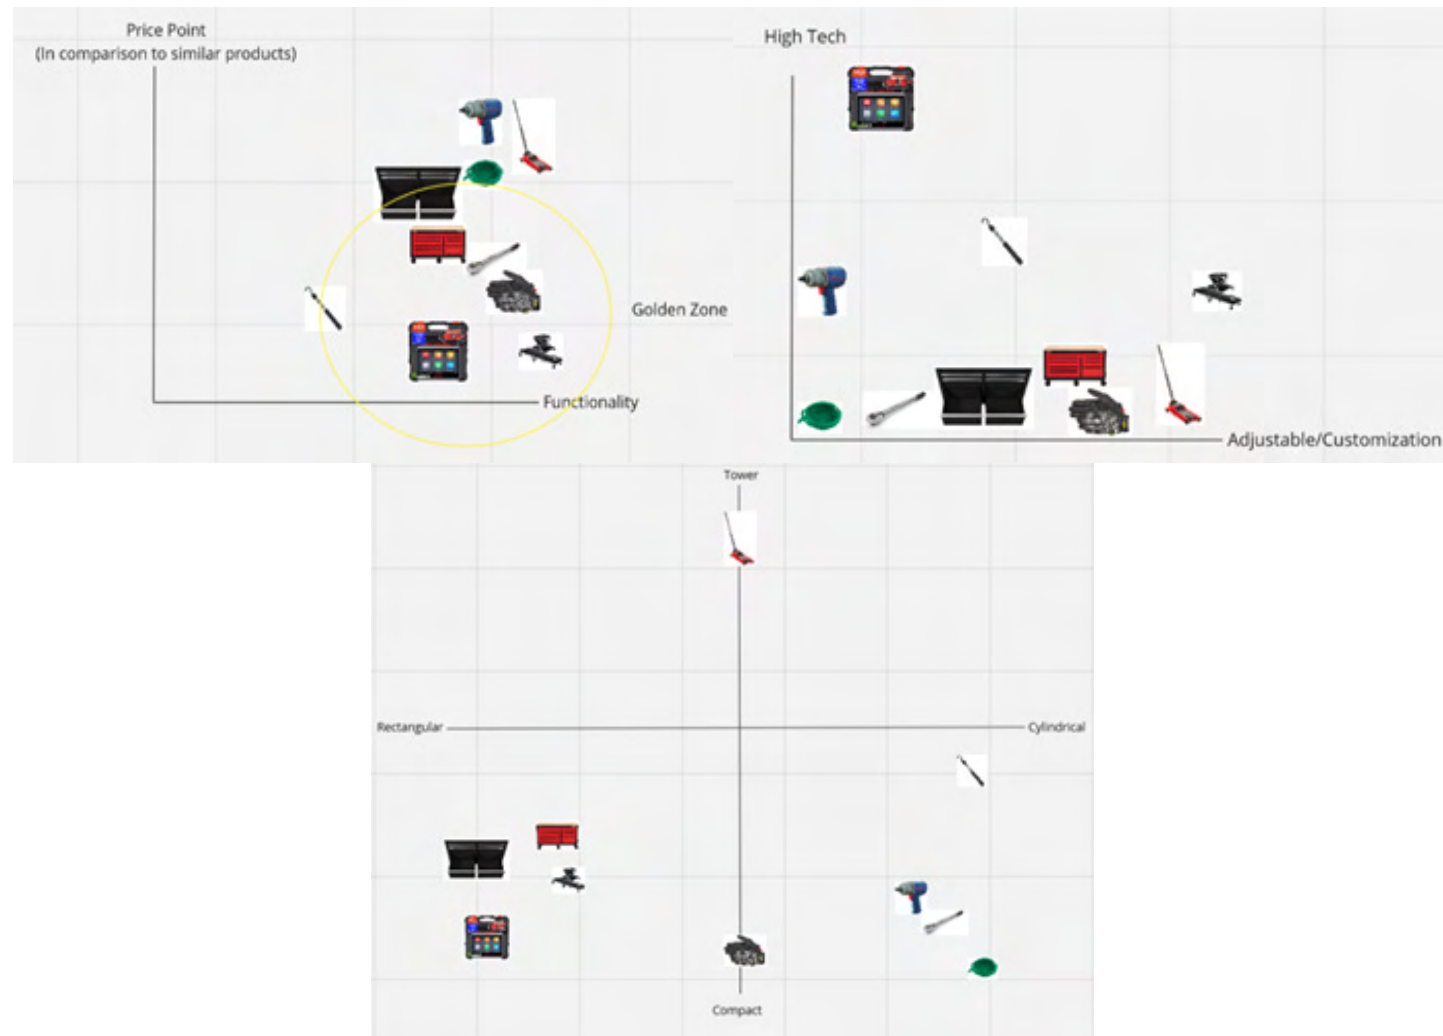 Price Point
(In comparison to similar products)
Golden Zone
Functionality
High Tech
Adjustable/Customization
Tower
Rectangular
Cylindrical
Compact